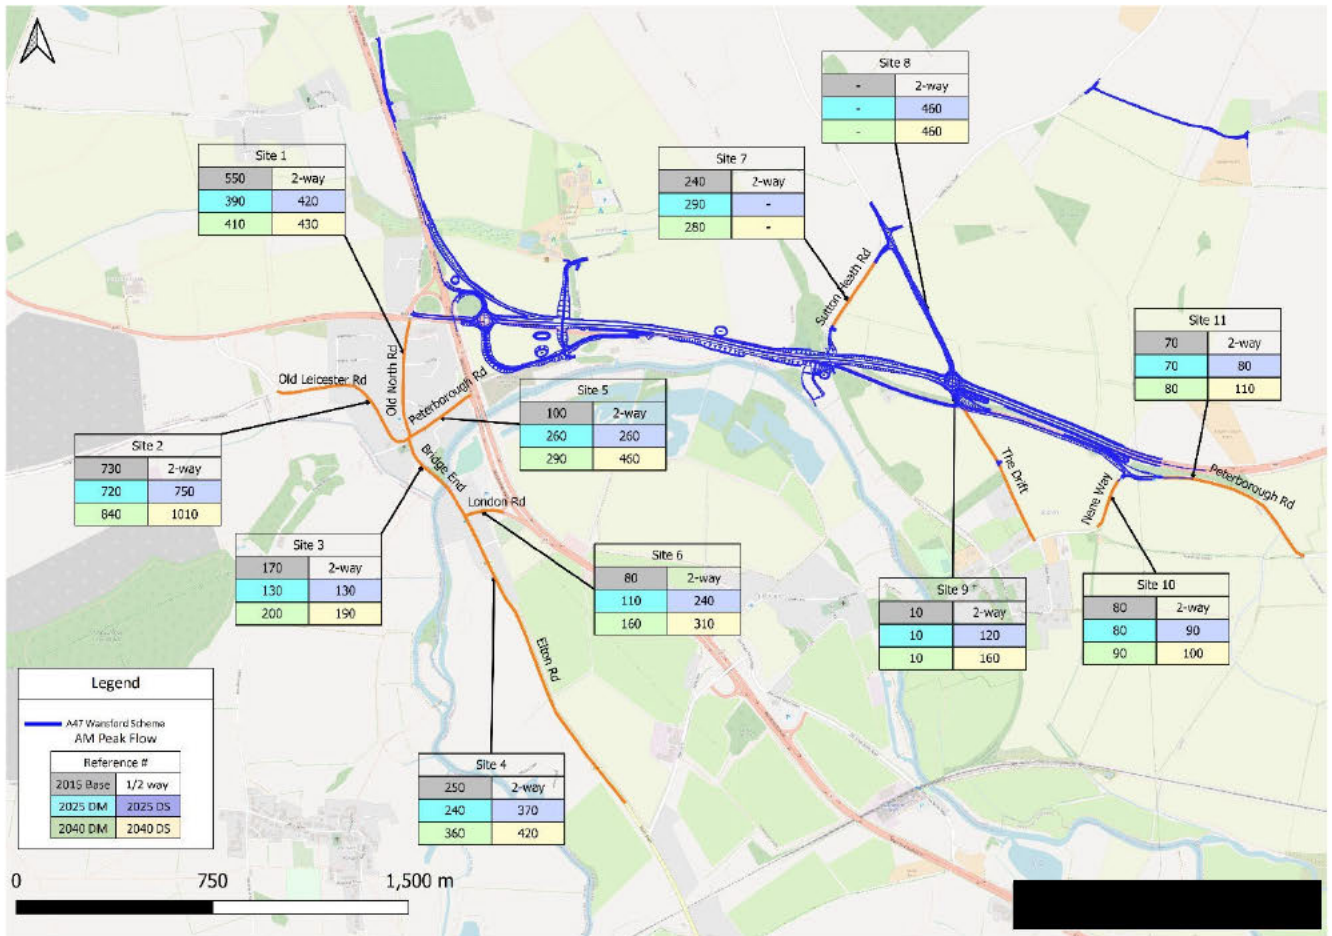 Site 8
- 2-way
- 460
- 460
Site 1
550 2-way
390 420
410 430
Site 7
240 2-way
290 -
280 -
Sutton Heath Rd
Site 11
70 2-way
70 80
80 110
Old Leicester Rd
Old North Rd
Peterborough Rd
Site 5
100 2-way
260 260
290 460
Site 2
730 2-way
720 750
840 1010
Bridge End
London Rd
The Drift
Nene Way
Peterborough Rd
Site 3
170 2-way
130 130
200 190
Site 6
80 2-way
110 240
160 310
Site 9
10 2-way
10 120
10 160
Site 10
80 2-way
80 90
90 100
Elton Rd
Legend
A47 Wansford Scheme
AM Peak Flow
Reference #
2015 Base 1/2 way
2025 DM 2025 DS
2040 DM 2040 DS
Site 4
250 2-way
240 370
360 420
0 750 1,500 m